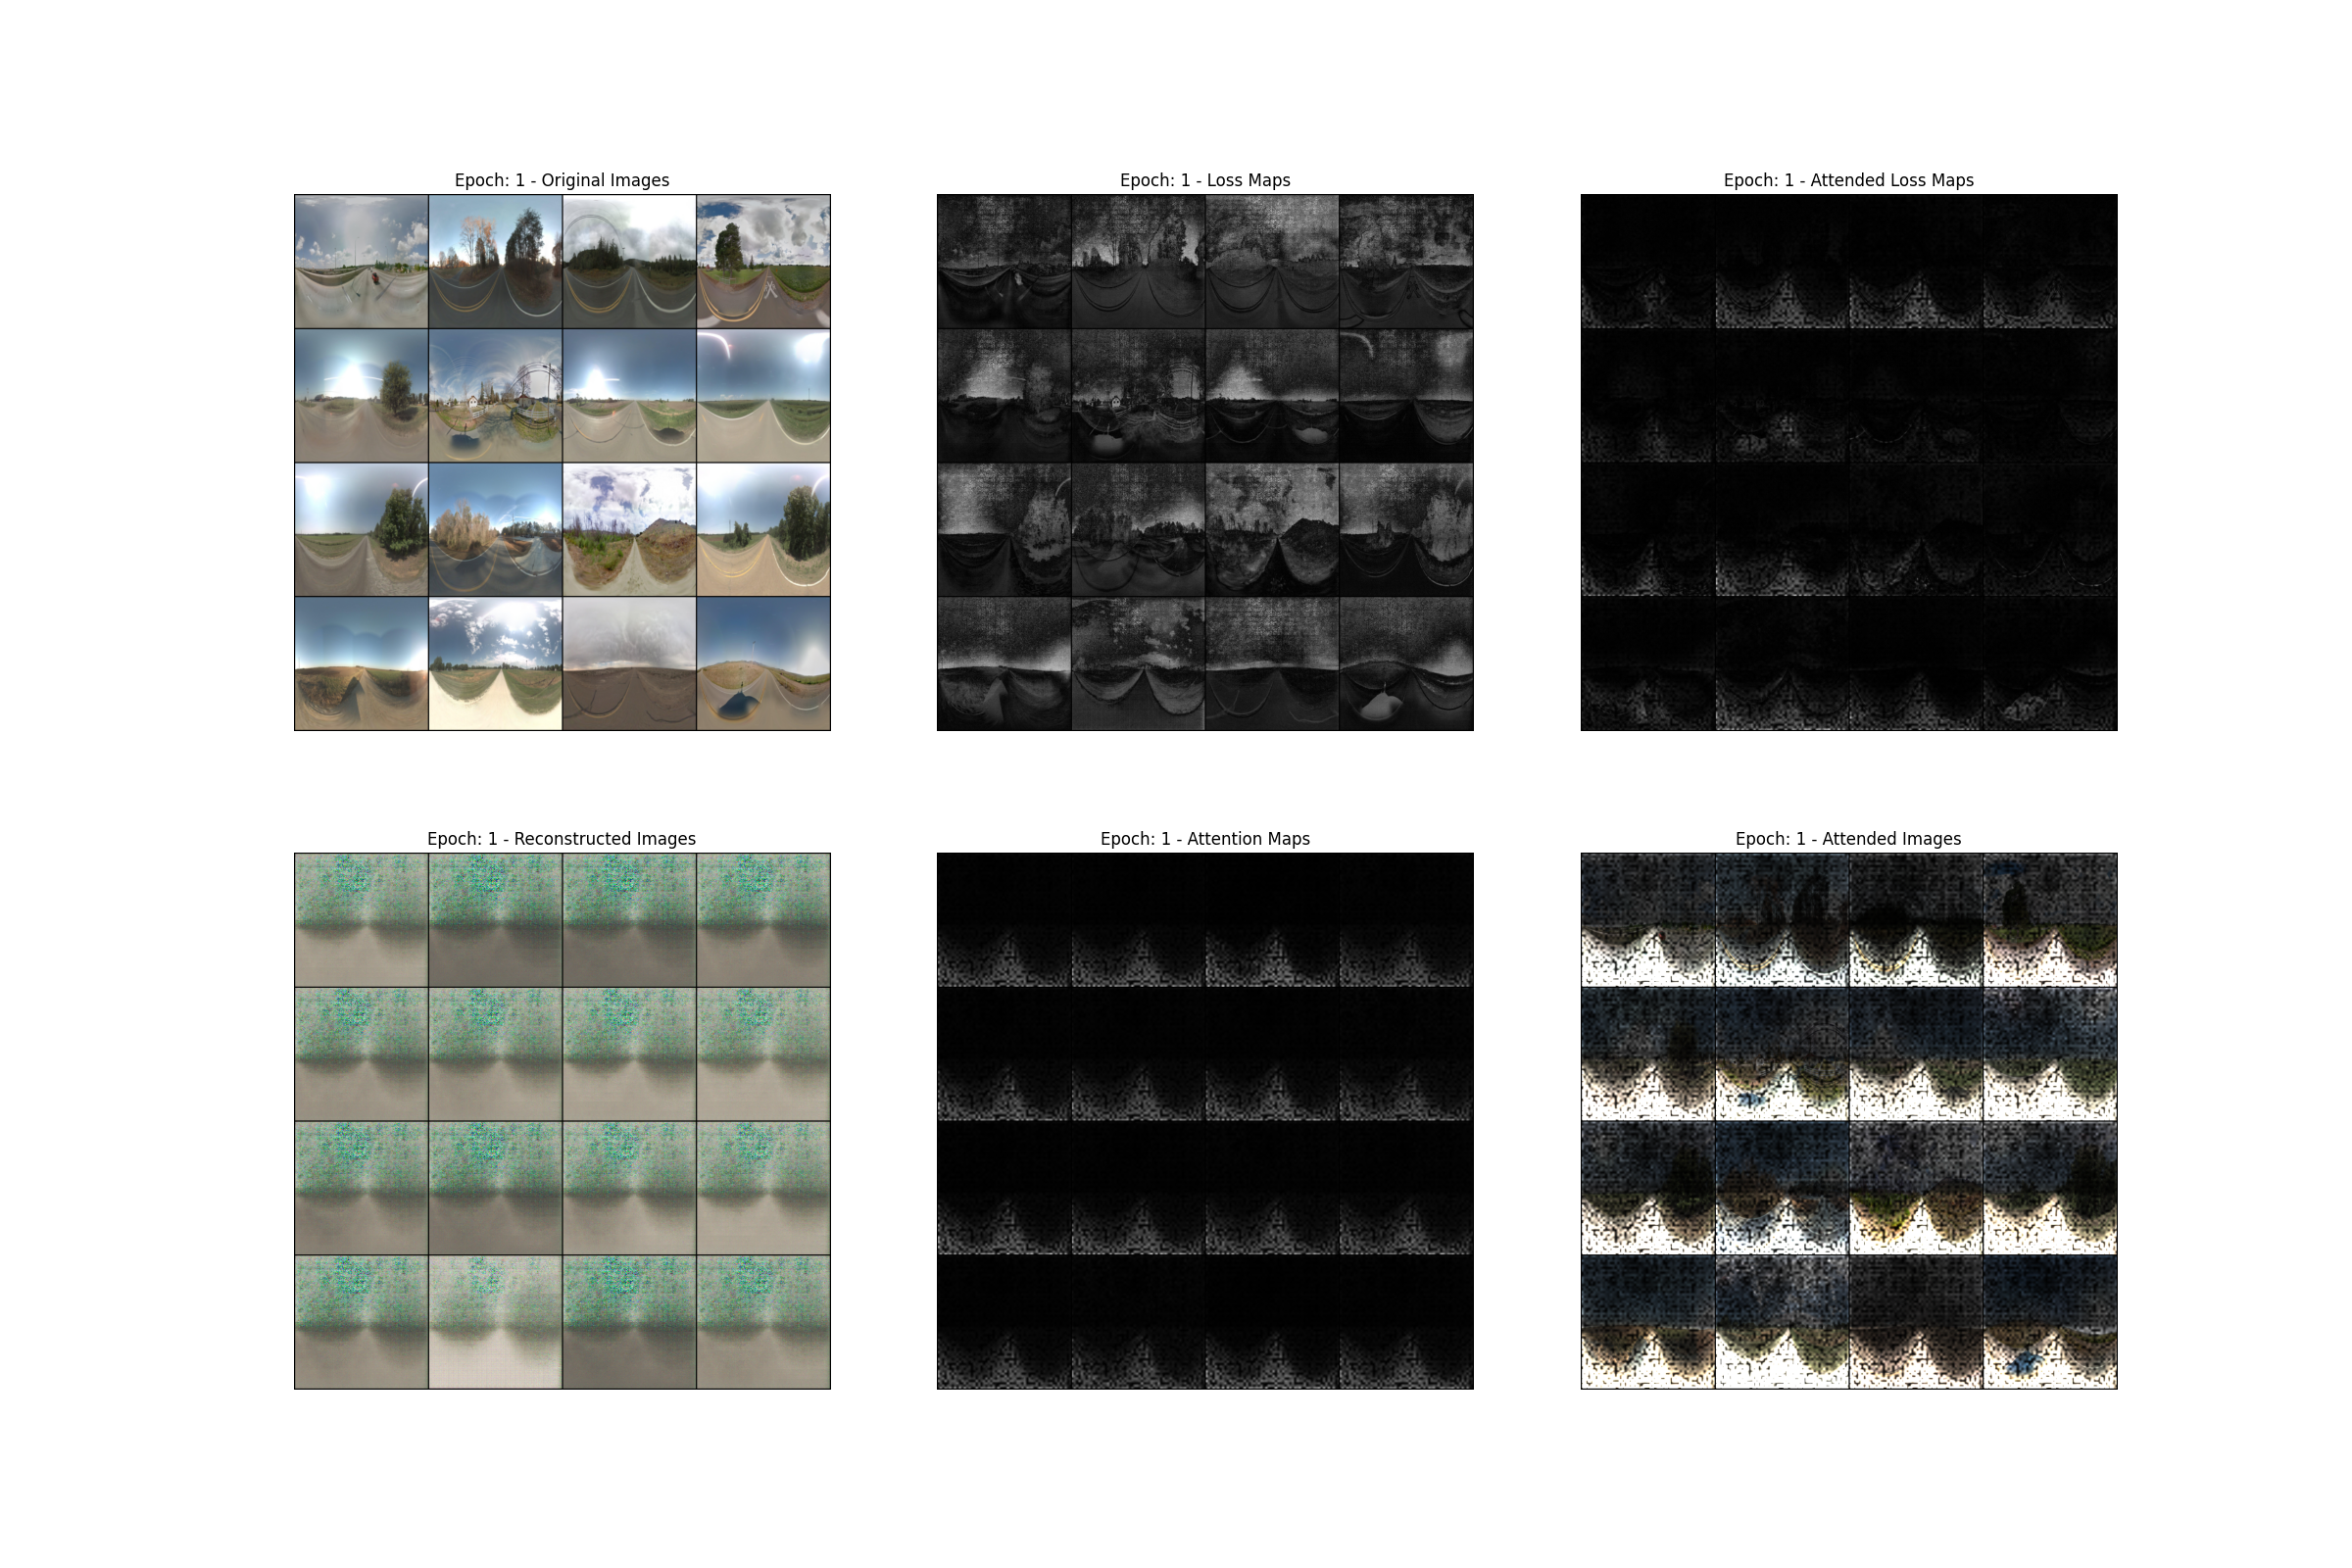 Epoch: 1 - Original Images
Epoch: 1 - Loss Maps
Epoch: 1 - Attended Loss Maps
Epoch: 1 - Reconstructed Images
Epoch: 1 - Attention Maps
Epoch: 1 - Attended Images